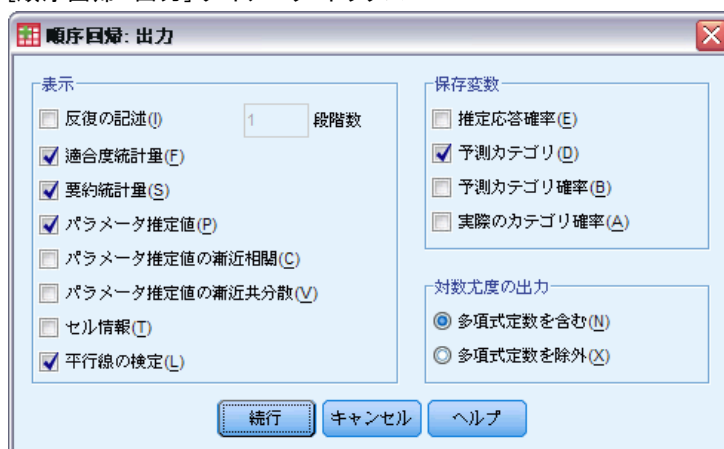 順序回帰: 出力
表示
反復の記述(I) 1 段階数
適合度統計量(F)
要約統計量(S)
パラメータ推定値(P)
パラメータ推定値の漸近相関(C)
パラメータ推定値の漸近共分散(V)
セル情報(T)
平行線の検定(L)
保存変数
推定応答確率(E)
予測カテゴリ(D)
予測カテゴリ確率(B)
実際のカテゴリ確率(A)
対数尤度の出力
多項式定数を含む(N)
多項式定数を除外(X)
続行 キャンセル ヘルプ